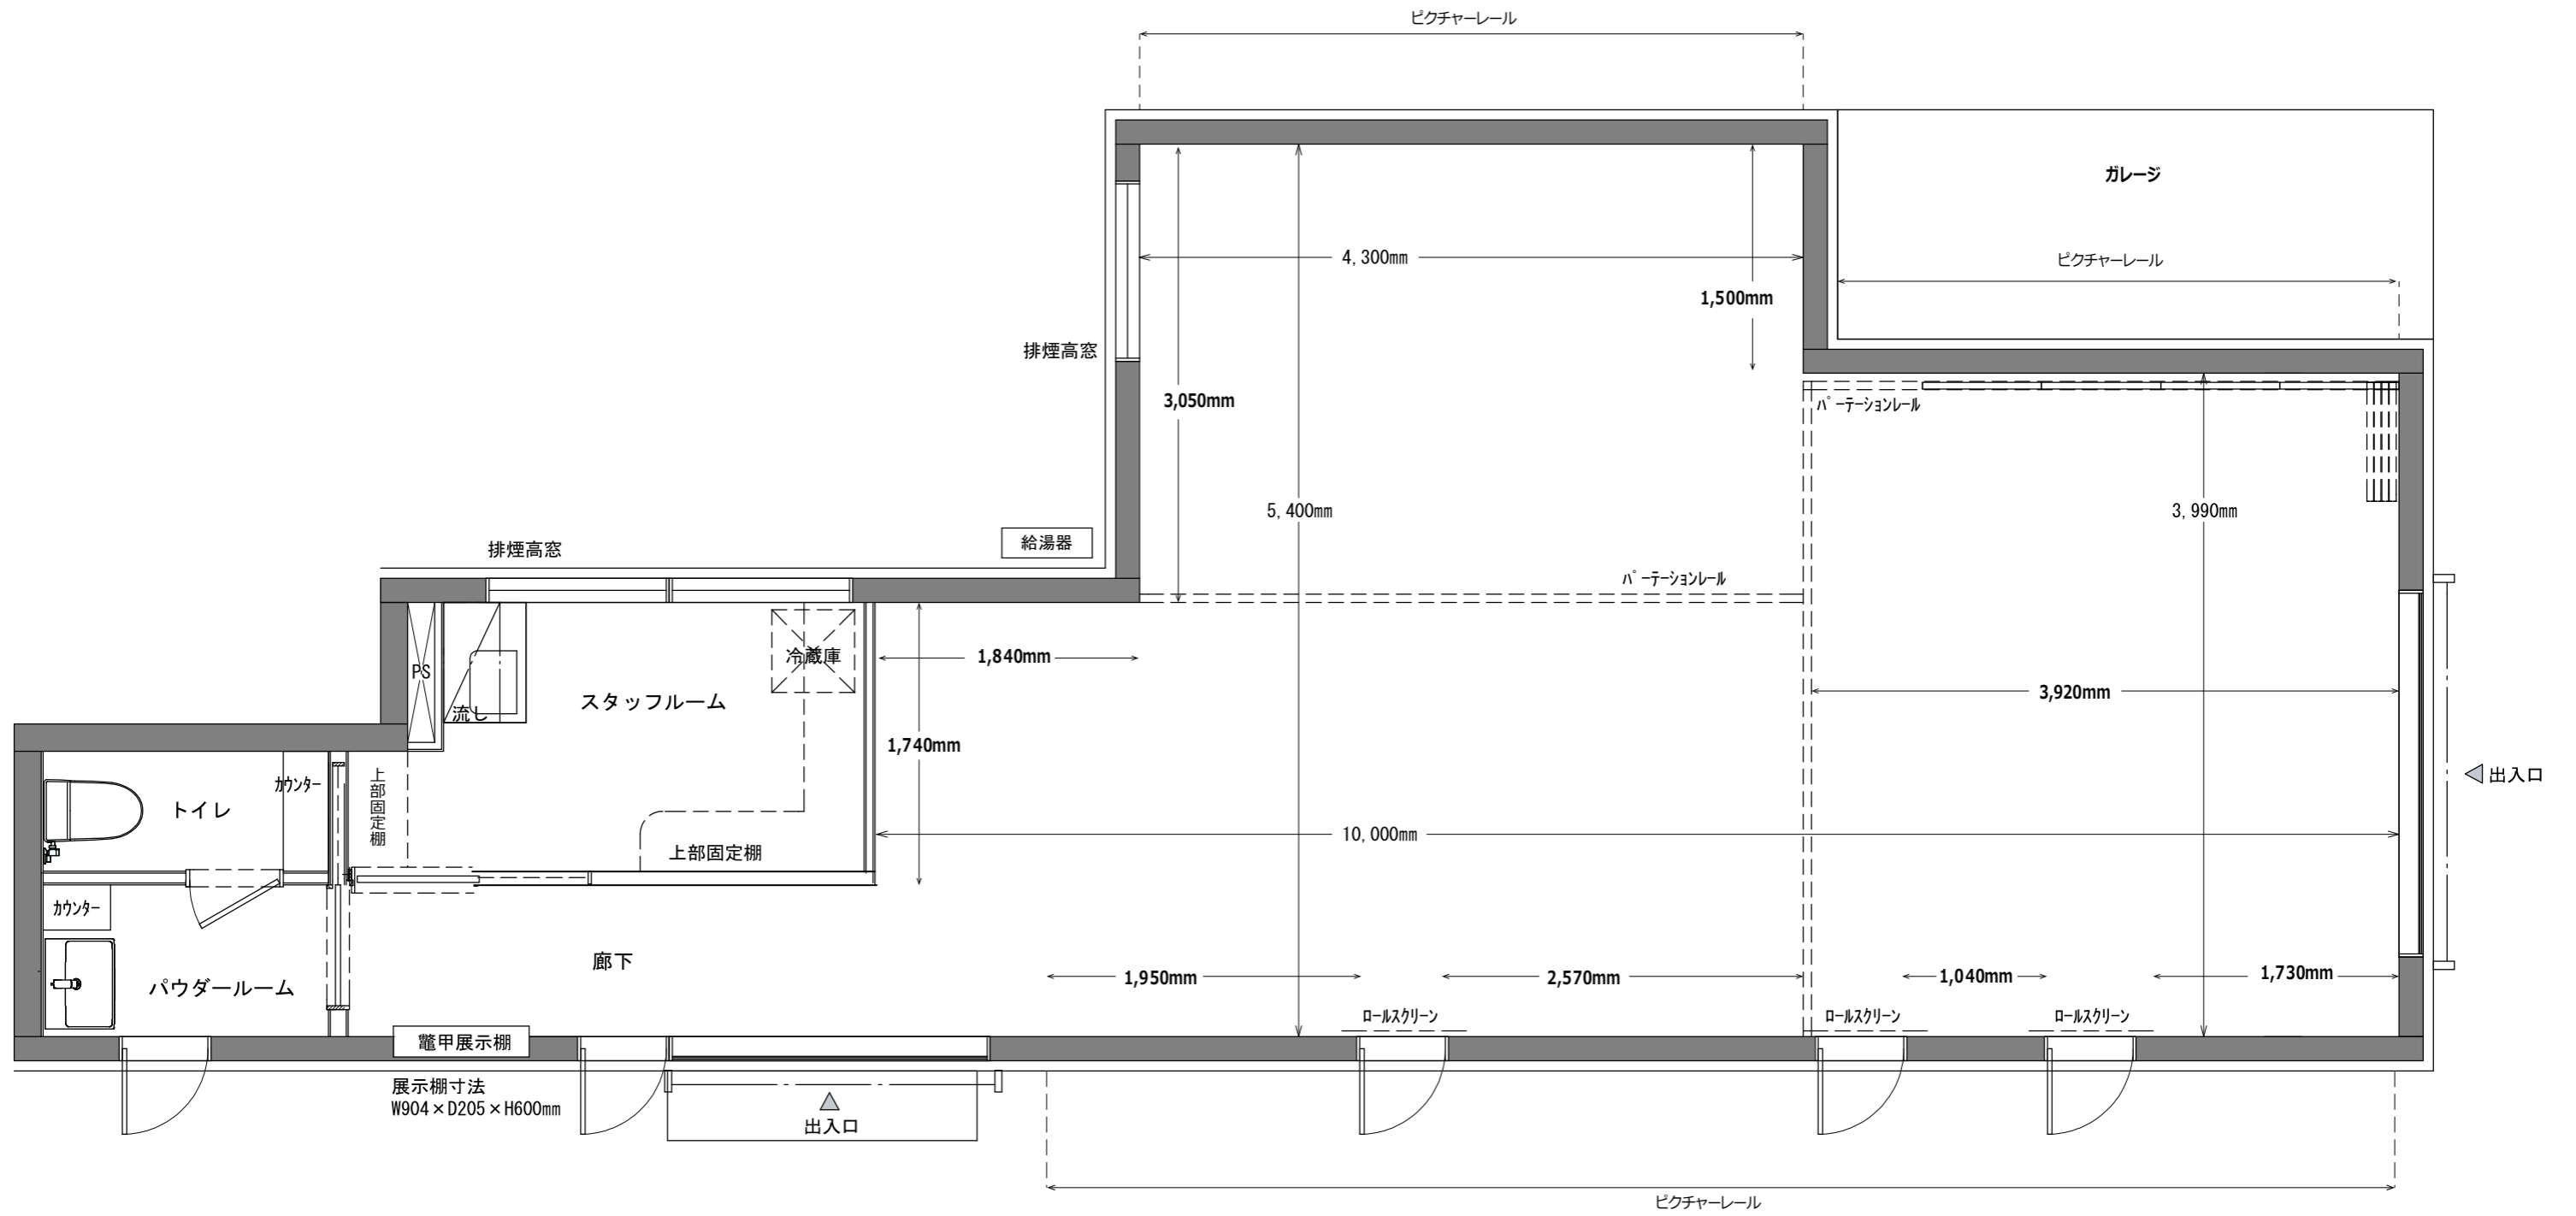 ピクチャーレール
ガレージ
ピクチャーレール
4,300㎜
1,500mm
排煙高窓
3,050mm
パーテーションレール
5,400㎜
3,990㎜
排煙高窓
給湯器
パーテーションレール
冷蔵庫
1,840mm
PS
スタッフルーム
流し
3,920mm
1,740mm
出入口
カウンター
上部固定棚
トイレ
10,000㎜
上部固定棚
カウンター
廊下
パウダールーム
1,950mm
2,570mm
1,040mm
1,730mm
ロールスクリーン
ロールスクリーン
ロールスクリーン
鼈甲展示棚
展示棚寸法
W904×D205×H600㎜
出入口
ピクチャーレール